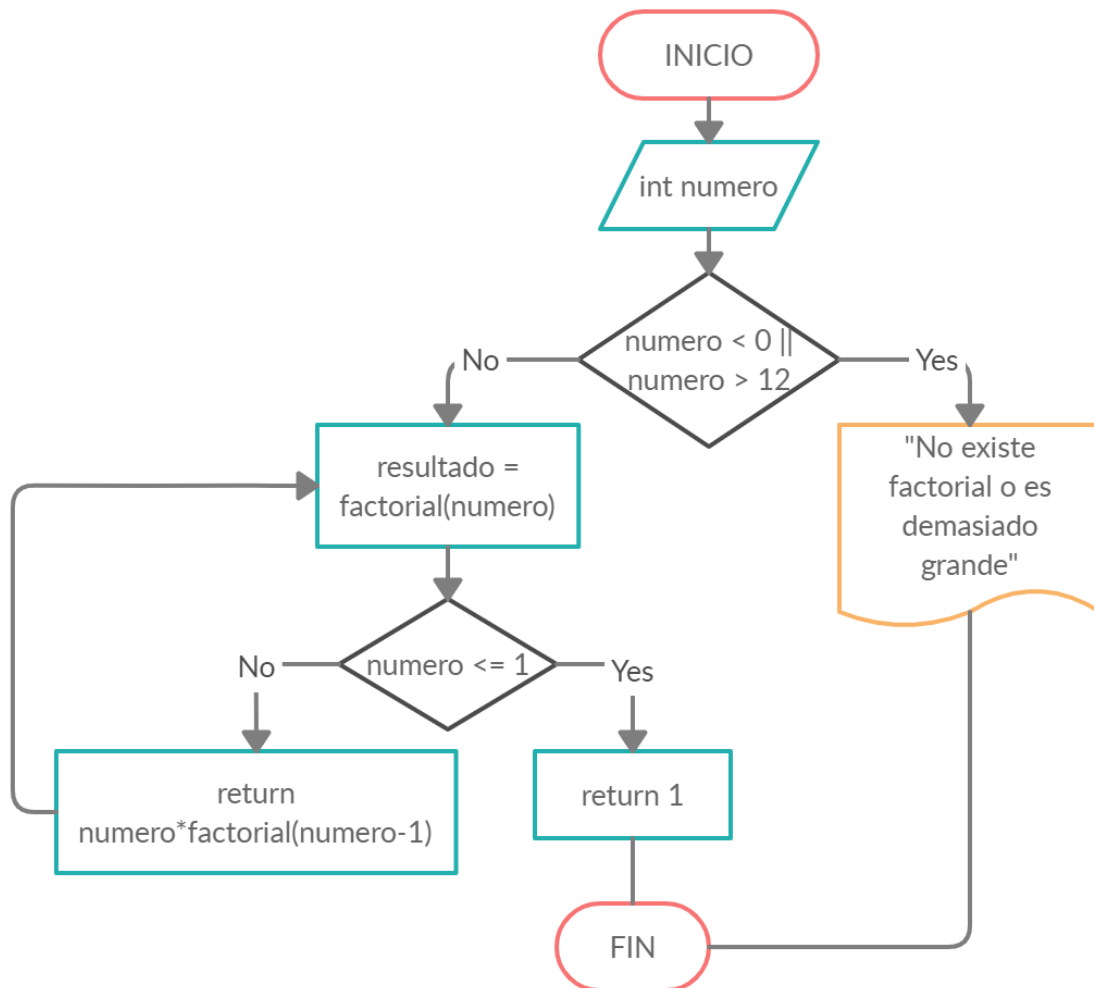 INICIO
int numero
numero < 0 ||
numero > 12
No
Yes
resultado =
factorial(numero)
"No existe
factorial o es
demasiado
grande"
numero <= 1
No
Yes
return
numero*factorial(numero-1)
return 1
FIN